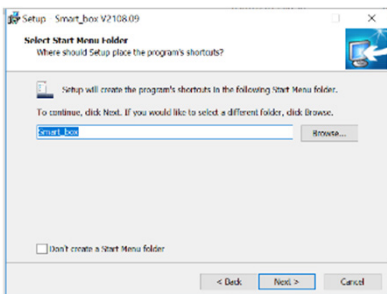 Setup Smart_box V2108.09
Select Start Menu Folder
Where should Setup place the program's shortcuts?
Setup will create the program's shortcuts in the following Start Menu folder.
To continue, click Next. If you would like to select a different folder, click Browse.
Smart_box
Browse...
Don't create a Start Menu folder
< Back
Next >
Cancel